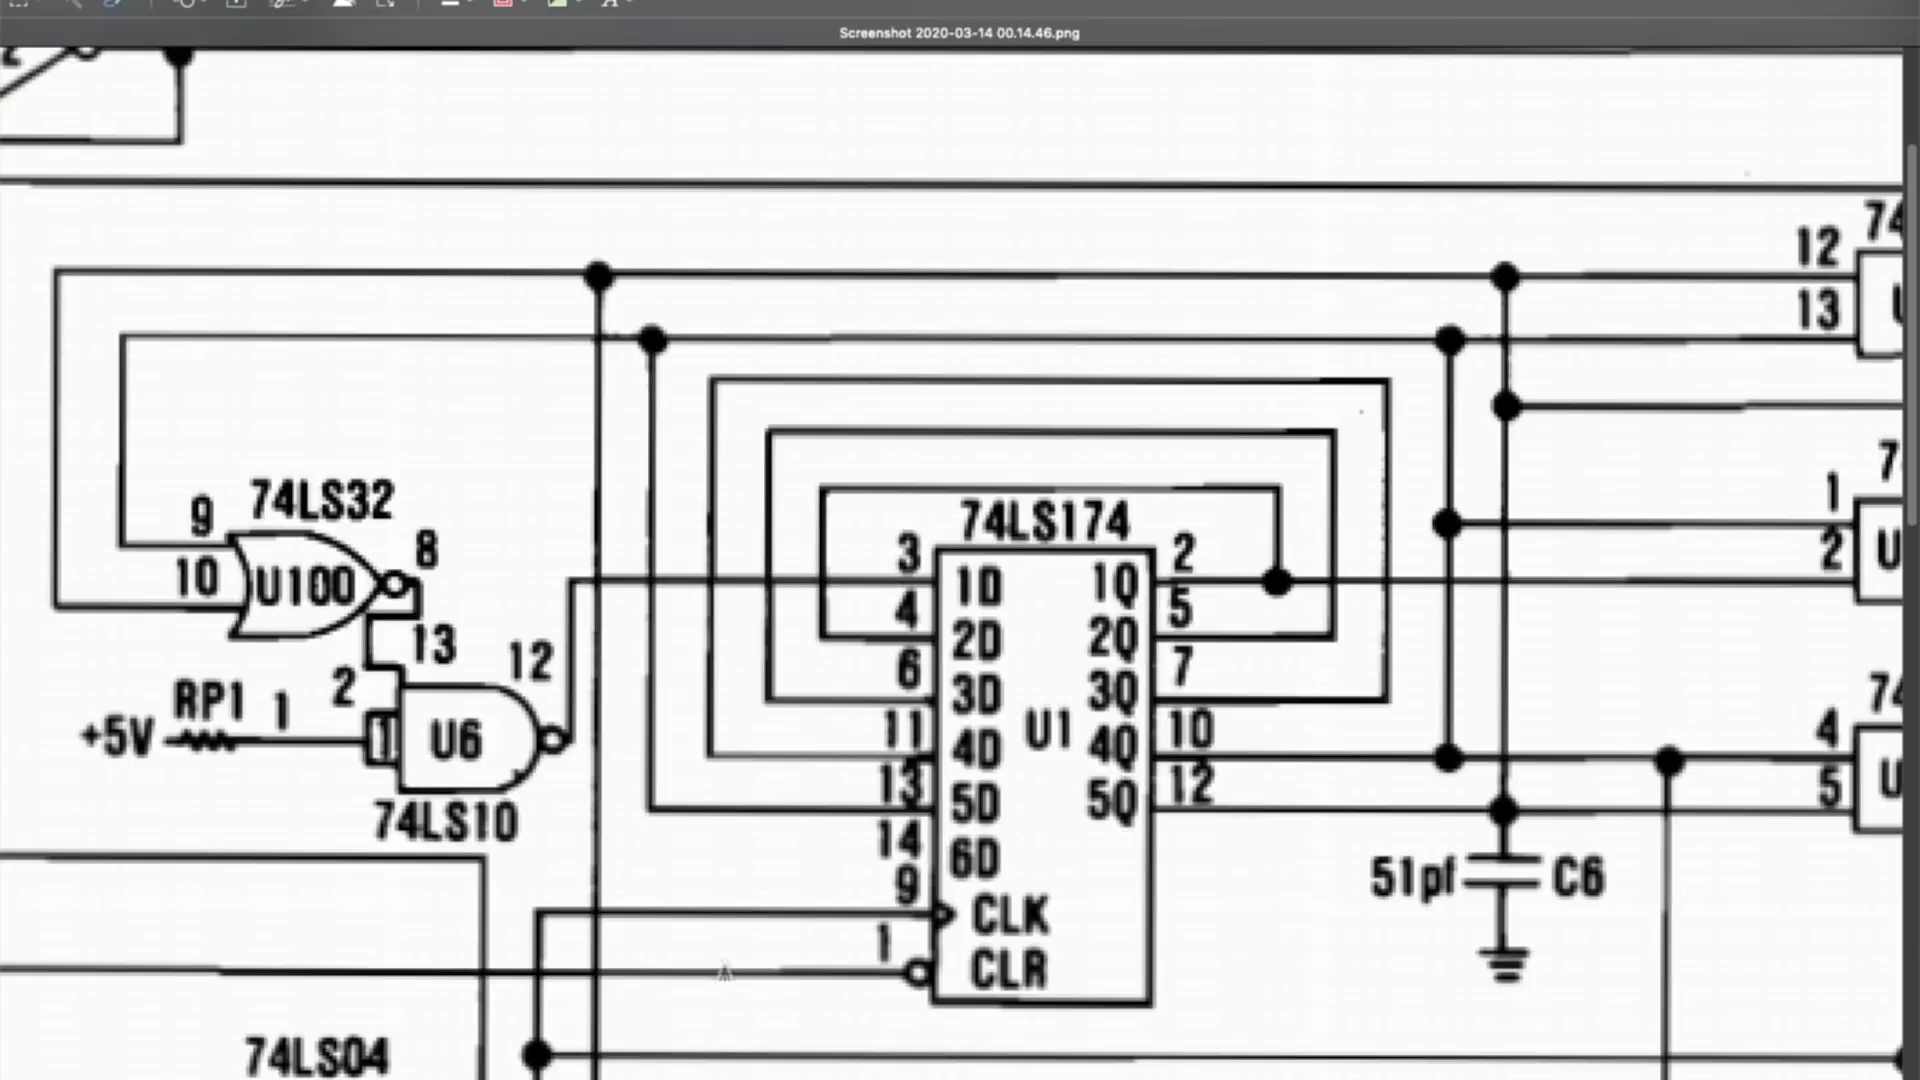 Screenshot 2020-03-14 00.14.46.png
12
13
74LS32
9
8
10
U100
13
12
2
RP1
1
+5V
1
U6
74LS10
74LS174
3
1D
1Q
2
4
2D
2Q
5
6
3D
3Q
7
11
4D
U1
4Q
10
13
5D
5Q
12
14
6D
9
CLK
1
CLR
1
2
U
4
5
U
51pf
C6
74LS04